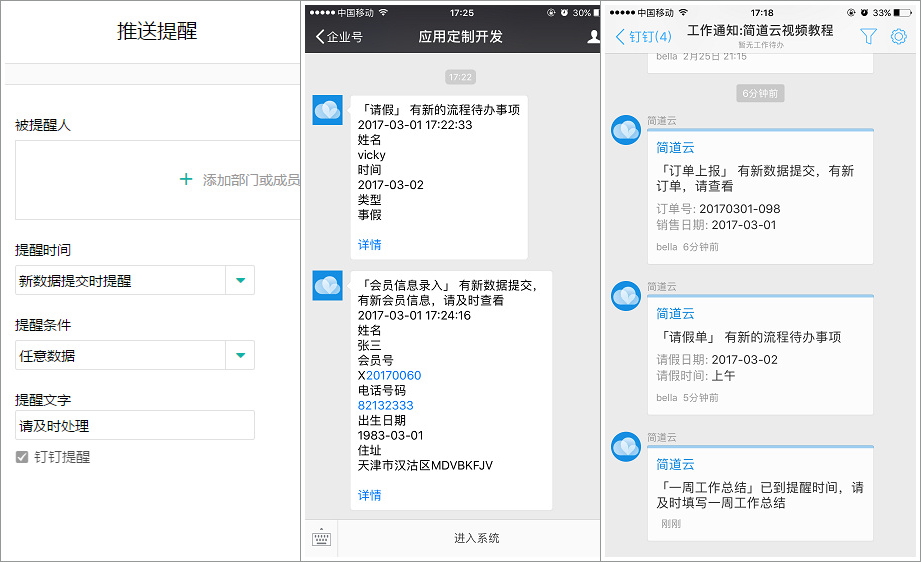 推送提醒
被提醒人
+ 添加部门或成员
提醒时间
新数据提交时提醒
提醒条件
任意数据
提醒文字
请及时处理
钉钉提醒
中国移动 17:25 30%
企业号 应用定制开发
17:22
「请假」 有新的流程待办事项
2017-03-01 17:22:33
姓名
vicky
时间
2017-03-02
类型
事假
详情
「会员信息录入」 有新数据提交,
有新会员信息，请及时查看
2017-03-01 17:24:16
姓名
张三
会员号
X20170060
电话号码
82132333
出生日期
1983-03-01
住址
天津市汉沽区MDVBKFJV
详情
进入系统
中国移动 17:18 33%
钉钉(4) 工作通知:简道云视频教程
暂无工作待办
bella 2月25日 21:15
6分钟前
简道云
简道云
「订单上报」 有新数据提交，有新
订单，请查看
订单号: 20170301-098
销售日期: 2017-03-01
bella 6分钟前
简道云
简道云
「请假单」 有新的流程待办事项
请假日期: 2017-03-02
请假时间: 上午
bella 5分钟前
简道云
简道云
「一周工作总结」已到提醒时间，请
及时填写一周工作总结
刚刚